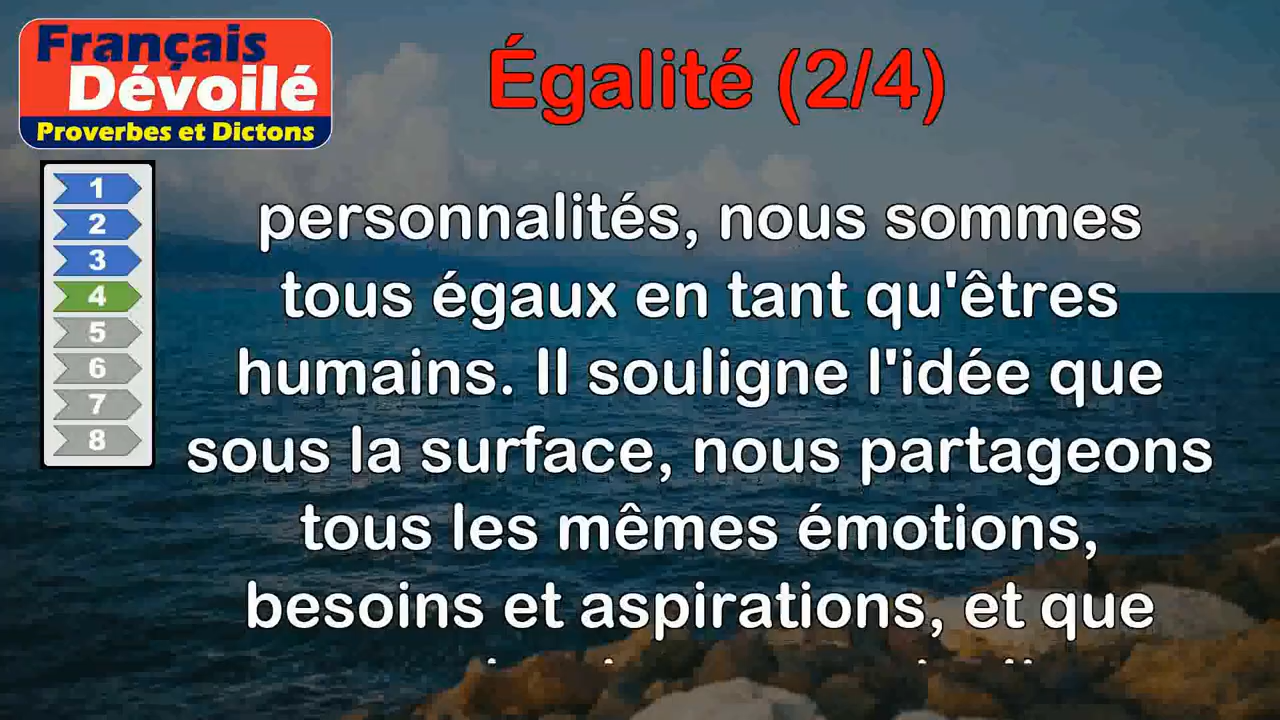 Français
Dévoilé
Proverbes et Dictons
Égalité (2/4)
1
2
3
4
5
6
7
8
personnalités, nous sommes
tous égaux en tant qu'êtres
humains. Il souligne l'idée que
sous la surface, nous partageons
tous les mêmes émotions,
besoins et aspirations, et que